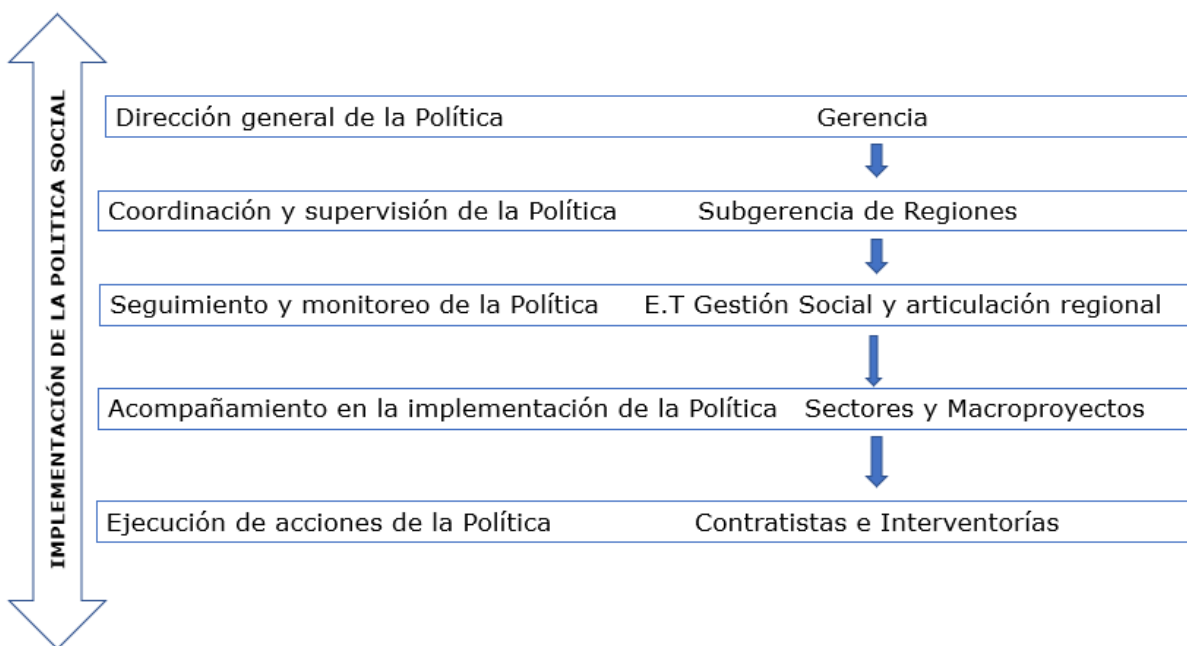 IMPLEMENTACIÓN DE LA POLITICA SOCIAL
Dirección general de la Política Gerencia
Coordinación y supervisión de la Política Subgerencia de Regiones
Seguimiento y monitoreo de la Política E.T Gestión Social y articulación regional
Acompañamiento en la implementación de la Política Sectores y Macroproyectos
Ejecución de acciones de la Política Contratistas e Interventorías